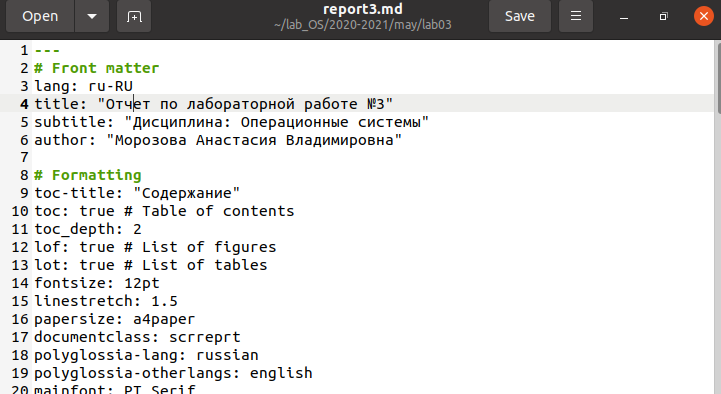 Open
report3.md
~/lab_OS/2020-2021/may/lab03
Save
1 ---
2 # Front matter
3 lang: ru-RU
4 title: "Отчет по лабораторной работе №3"
5 subtitle: "Дисциплина: Операционные системы"
6 author: "Морозова Анастасия Владимировна"
7
8 # Formatting
9 toc-title: "Содержание"
10 toc: true # Table of contents
11 toc_depth: 2
12 lof: true # List of figures
13 lot: true # List of tables
14 fontsize: 12pt
15 linestretch: 1.5
16 papersize: a4paper
17 documentclass: scrreprt
18 polyglossia-lang: russian
19 polyglossia-otherlangs: english
20 mainfont: PT Serif